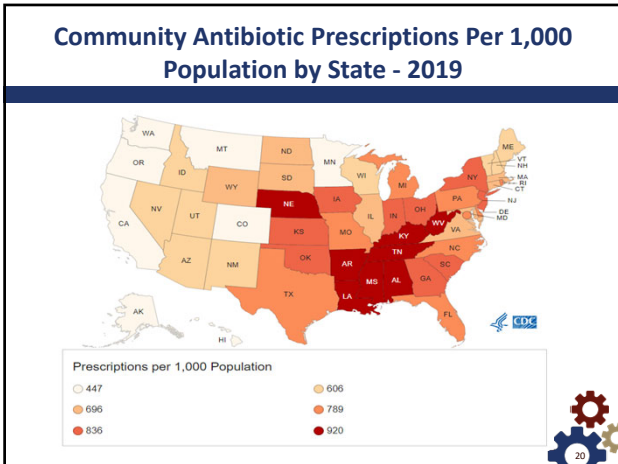 Community Antibiotic Prescriptions Per 1,000
Population by State - 2019
WA
MT
ND
MN
ME
OR
ID
SD
WI
VT
NH
WY
MI
NY
MA
RI
CT
NE
IA
PA
NJ
NV
UT
CO
IL
IN
OH
DE
MD
CA
KS
MO
WV
VA
KY
NC
AZ
NM
OK
AR
TN
SC
TX
LA
MS
AL
GA
FL
AK
HI
CDC
Prescriptions per 1,000 Population
447
606
696
789
836
920
20